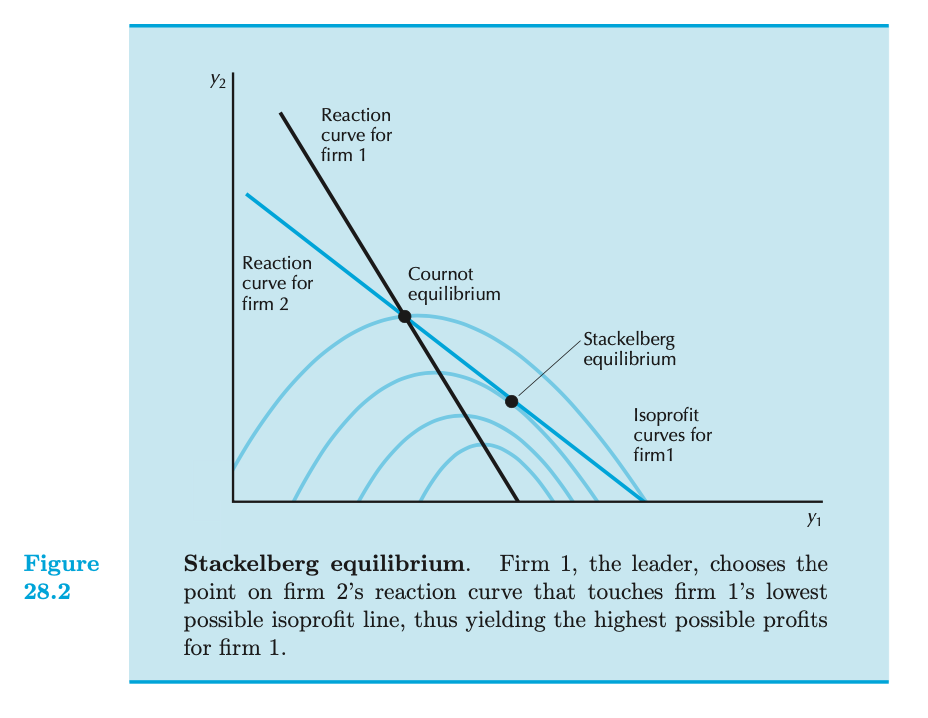 y₂
Reaction
curve for
firm 1
Reaction
curve for
firm 2
Cournot
equilibrium
Stackelberg
equilibrium
Isoprofit
curves for
firm1
y₁
Figure
28.2
Stackelberg equilibrium. Firm 1, the leader, chooses the
point on firm 2's reaction curve that touches firm 1's lowest
possible isoprofit line, thus yielding the highest possible profits
for firm 1.